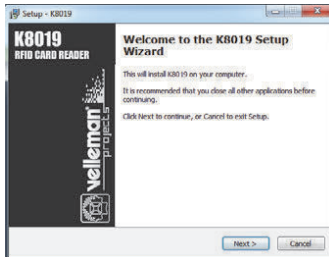 Setup - K8019
K8019
RFID CARD READER
velleman
projects
Welcome to the K8019 Setup
Wizard
This will install K8019 on your computer.
It is recommended that you close all other applications before
continuing.
Click Next to continue, or Cancel to exit Setup.
Next >
Cancel